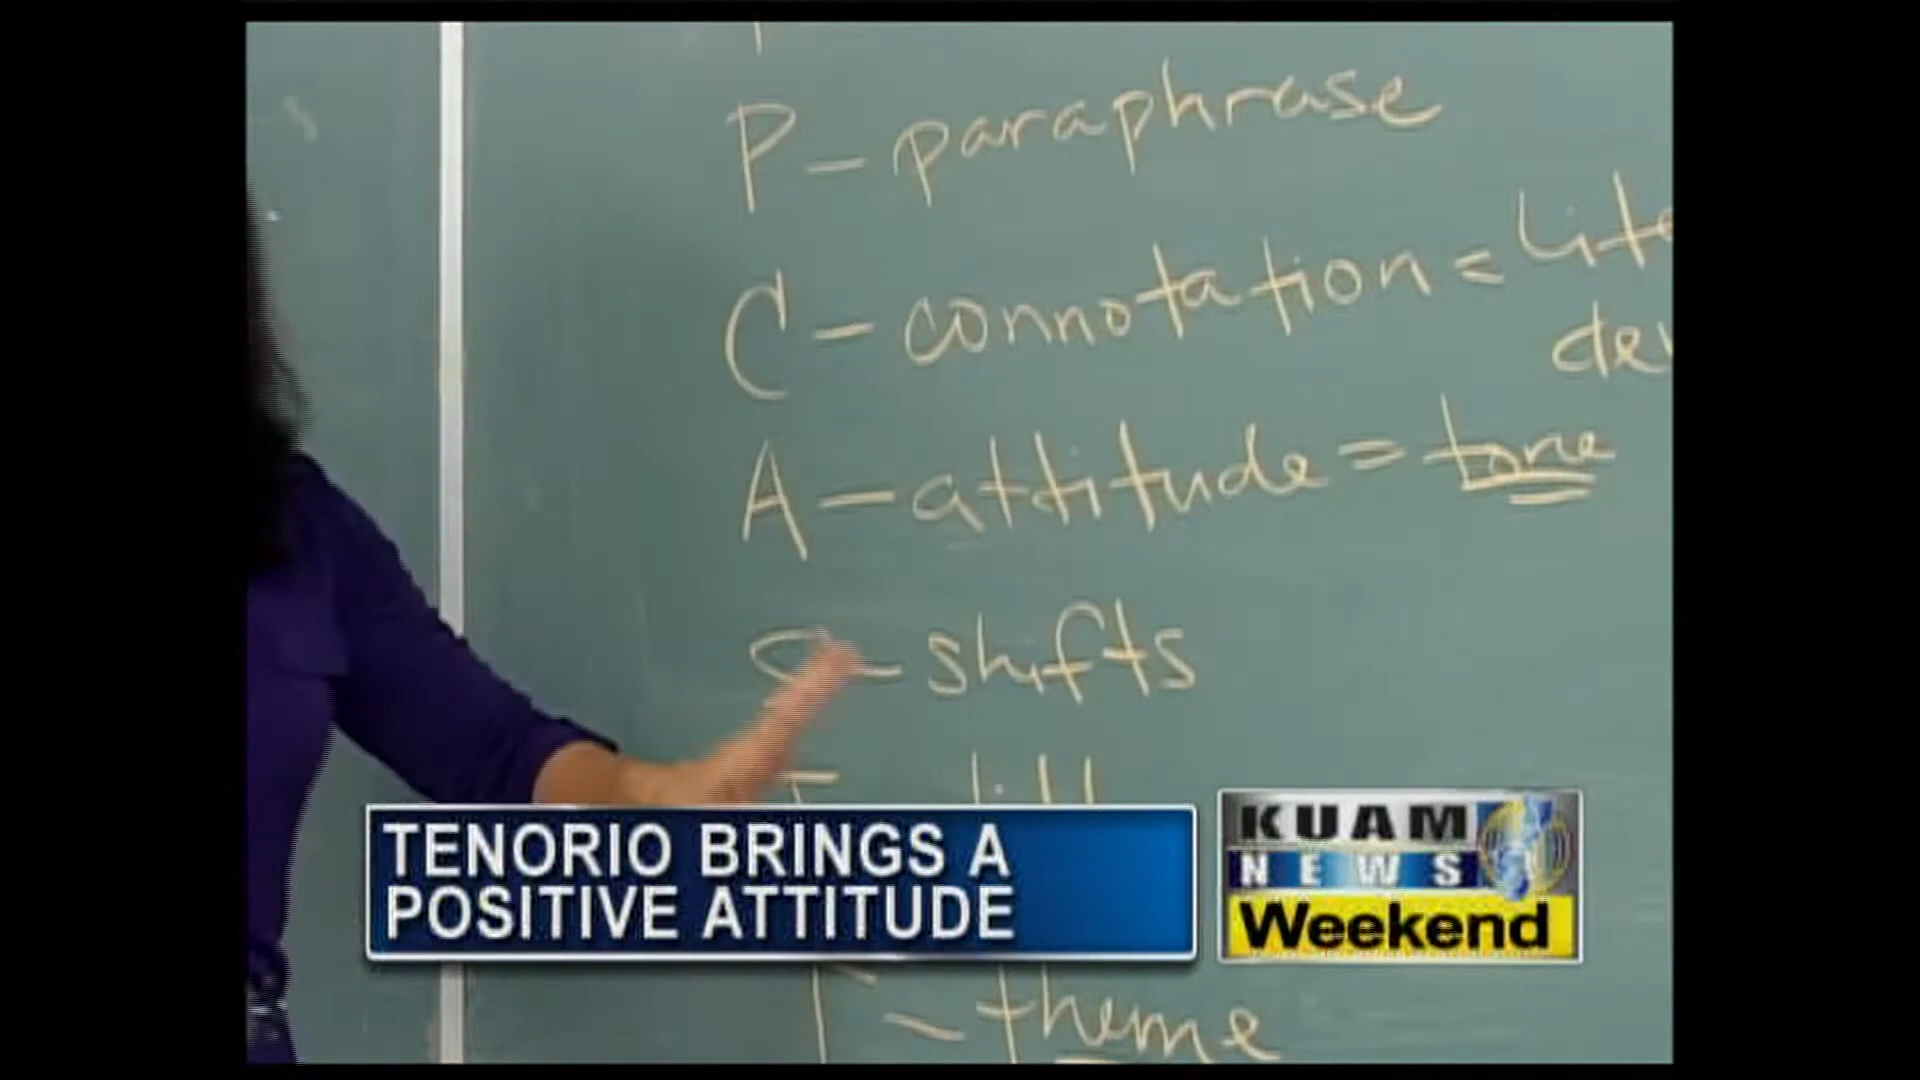 P - paraphrase
C - connotation =
A - attitude = tone
S - shifts
T - theme
TENORIO BRINGS A
POSITIVE ATTITUDE
KUAM
NEWS
Weekend